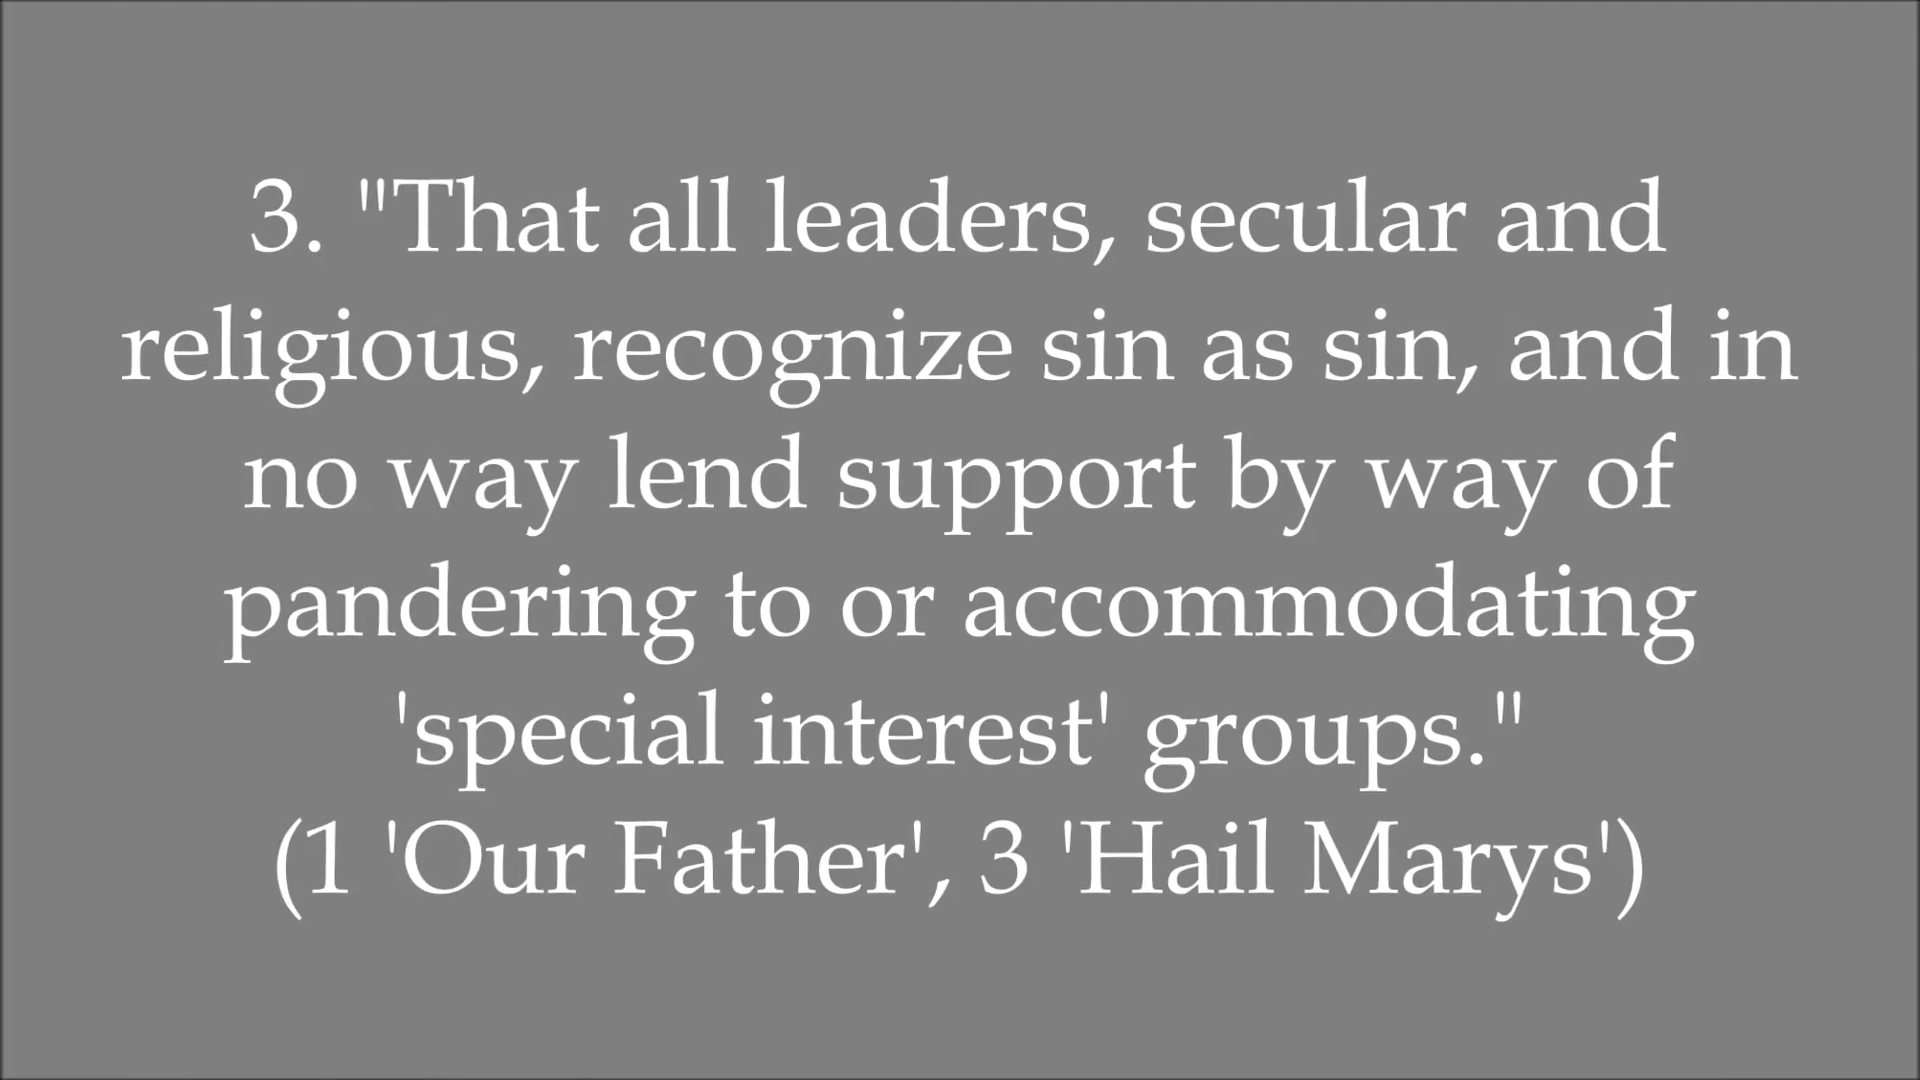 3. "That all leaders, secular and
religious, recognize sin as sin, and in
no way lend support by way of
pandering to or accommodating
'special interest' groups."
(1 'Our Father', 3 'Hail Marys')